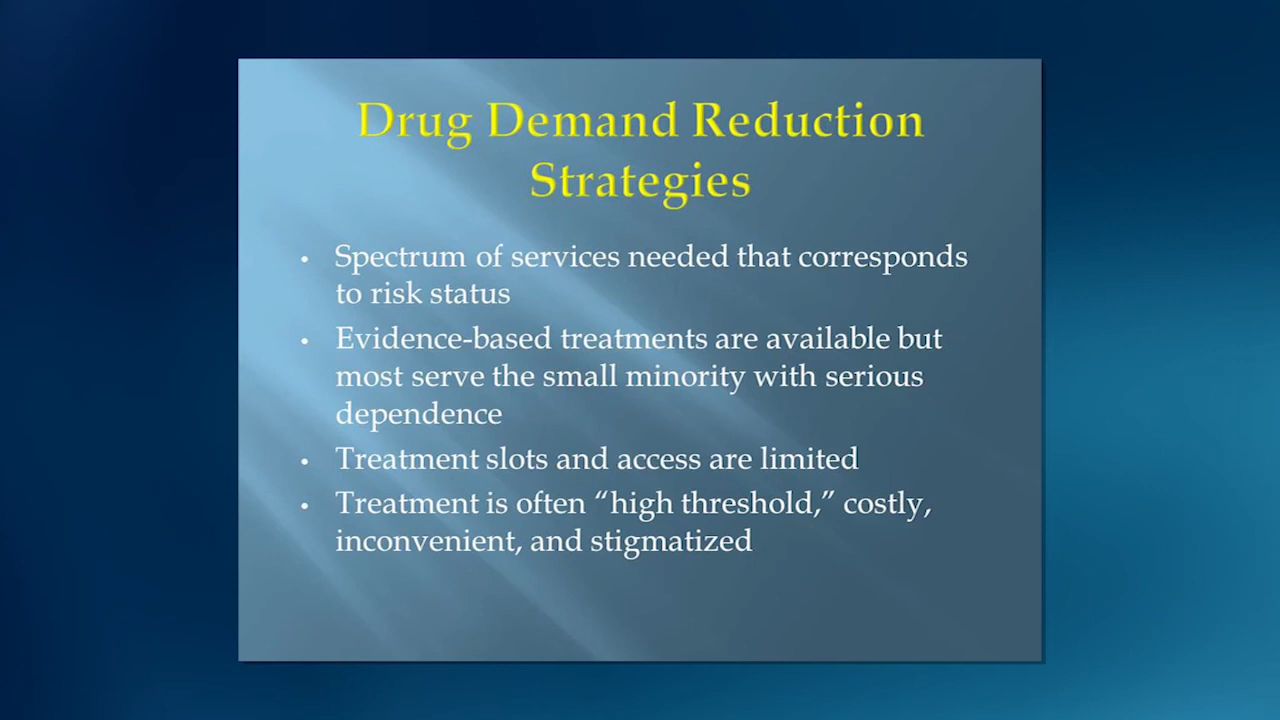 Drug Demand Reduction
Strategies
• Spectrum of services needed that corresponds
to risk status
• Evidence-based treatments are available but
most serve the small minority with serious
dependence
• Treatment slots and access are limited
• Treatment is often “high threshold,” costly,
inconvenient, and stigmatized